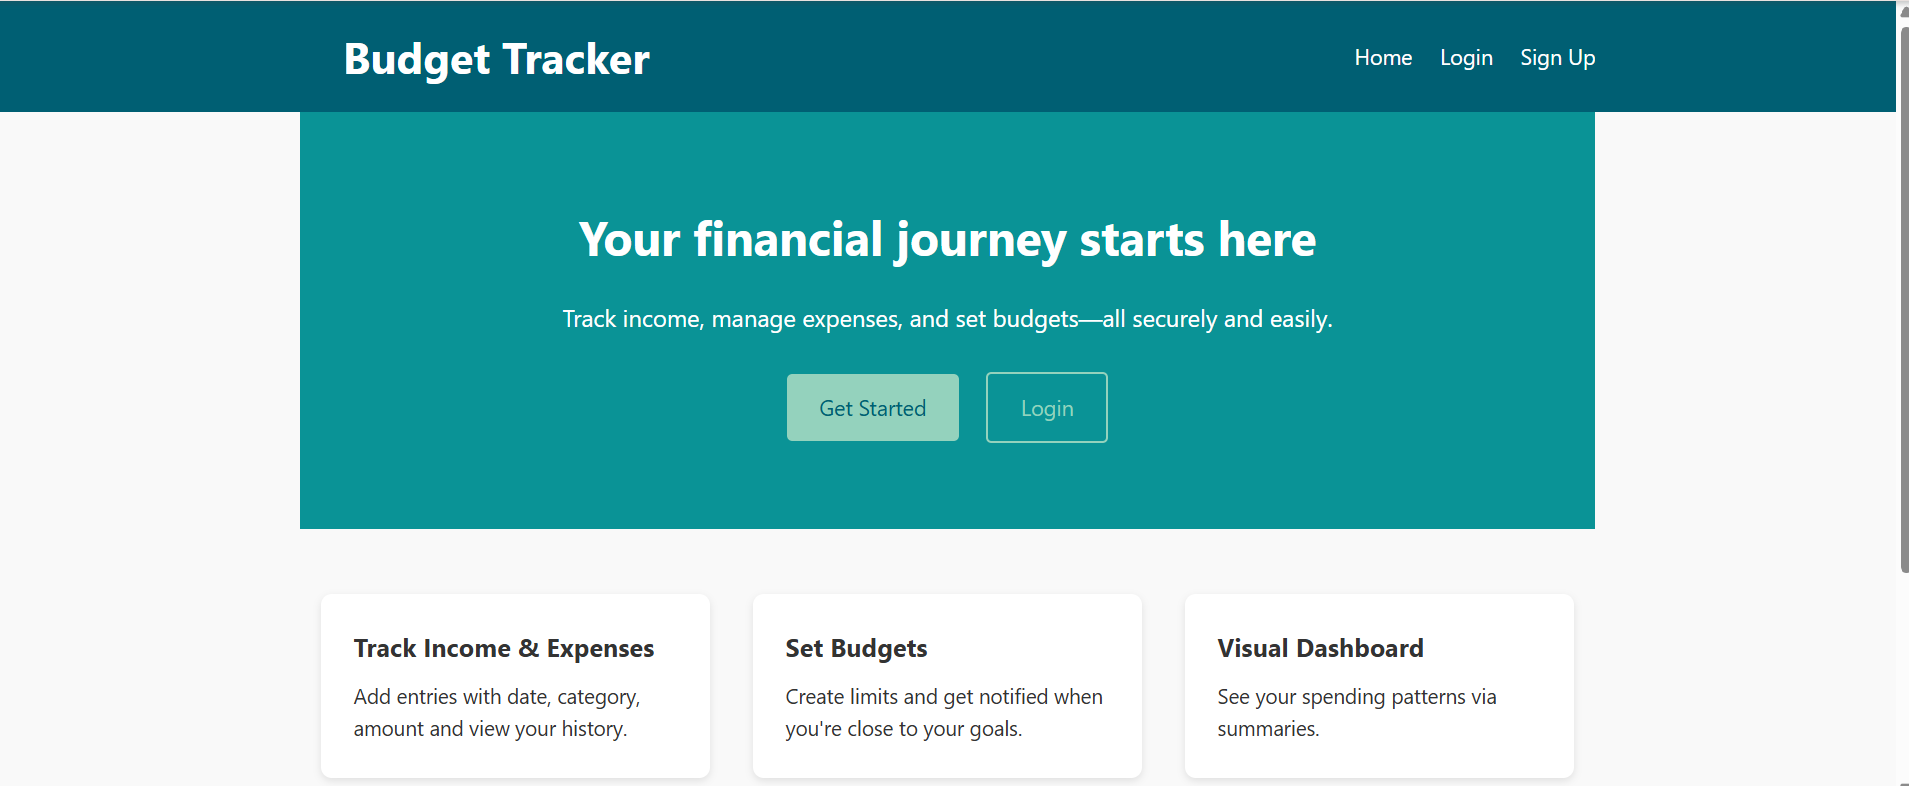 Budget Tracker
Home Login Sign Up
Your financial journey starts here
Track income, manage expenses, and set budgets—all securely and easily.
Get Started
Login
Track Income & Expenses
Add entries with date, category,
amount and view your history.
Set Budgets
Create limits and get notified when
you're close to your goals.
Visual Dashboard
See your spending patterns via
summaries.